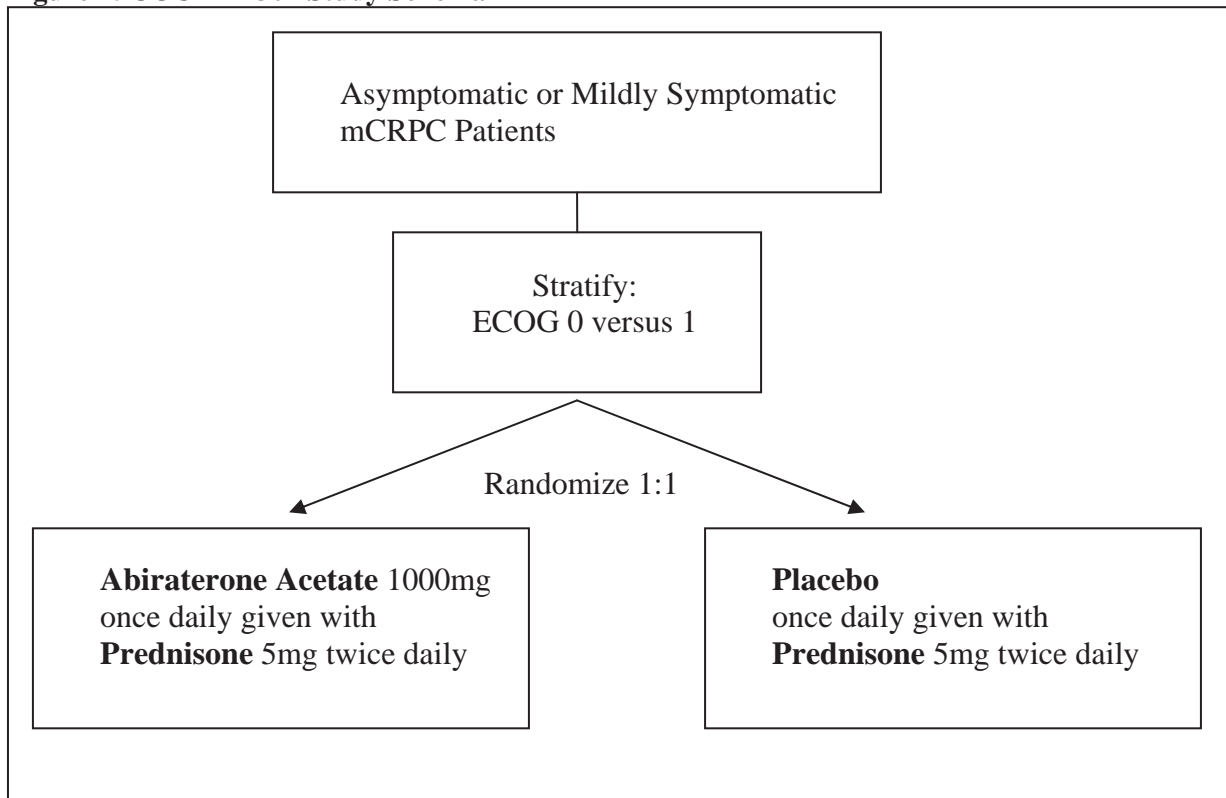 Asymptomatic or Mildly Symptomatic
mCRPC Patients
Stratify:
ECOG 0 versus 1
Randomize 1:1
Abiraterone Acetate 1000mg
once daily given with
Prednisone 5mg twice daily
Placebo
once daily given with
Prednisone 5mg twice daily